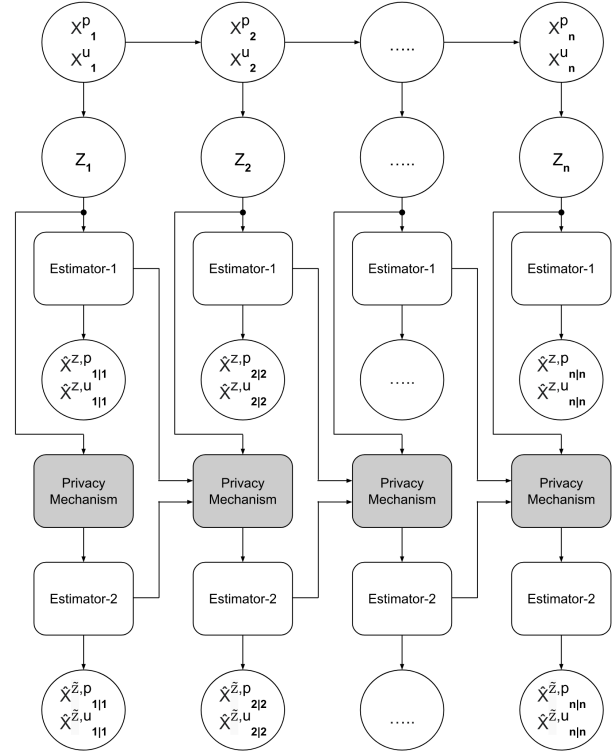 X^p_1 X^p_2 ..... X^p_n
X^u_1 X^u_2 X^u_n
Z_1 Z_2 ..... Z_n
Estimator-1 Estimator-1 Estimator-1 Estimator-1
X̂^{z,p}_{1|1} X̂^{z,p}_{2|2} ..... X̂^{z,p}_{n|n}
X̂^{z,u}_{1|1} X̂^{z,u}_{2|2} X̂^{z,u}_{n|n}
Privacy Privacy Privacy Privacy
Mechanism Mechanism Mechanism Mechanism
Estimator-2 Estimator-2 Estimator-2 Estimator-2
X̂^{z̃,p}_{1|1} X̂^{z̃,p}_{2|2} ..... X̂^{z̃,p}_{n|n}
X̂^{z̃,u}_{1|1} X̂^{z̃,u}_{2|2} X̂^{z̃,u}_{n|n}